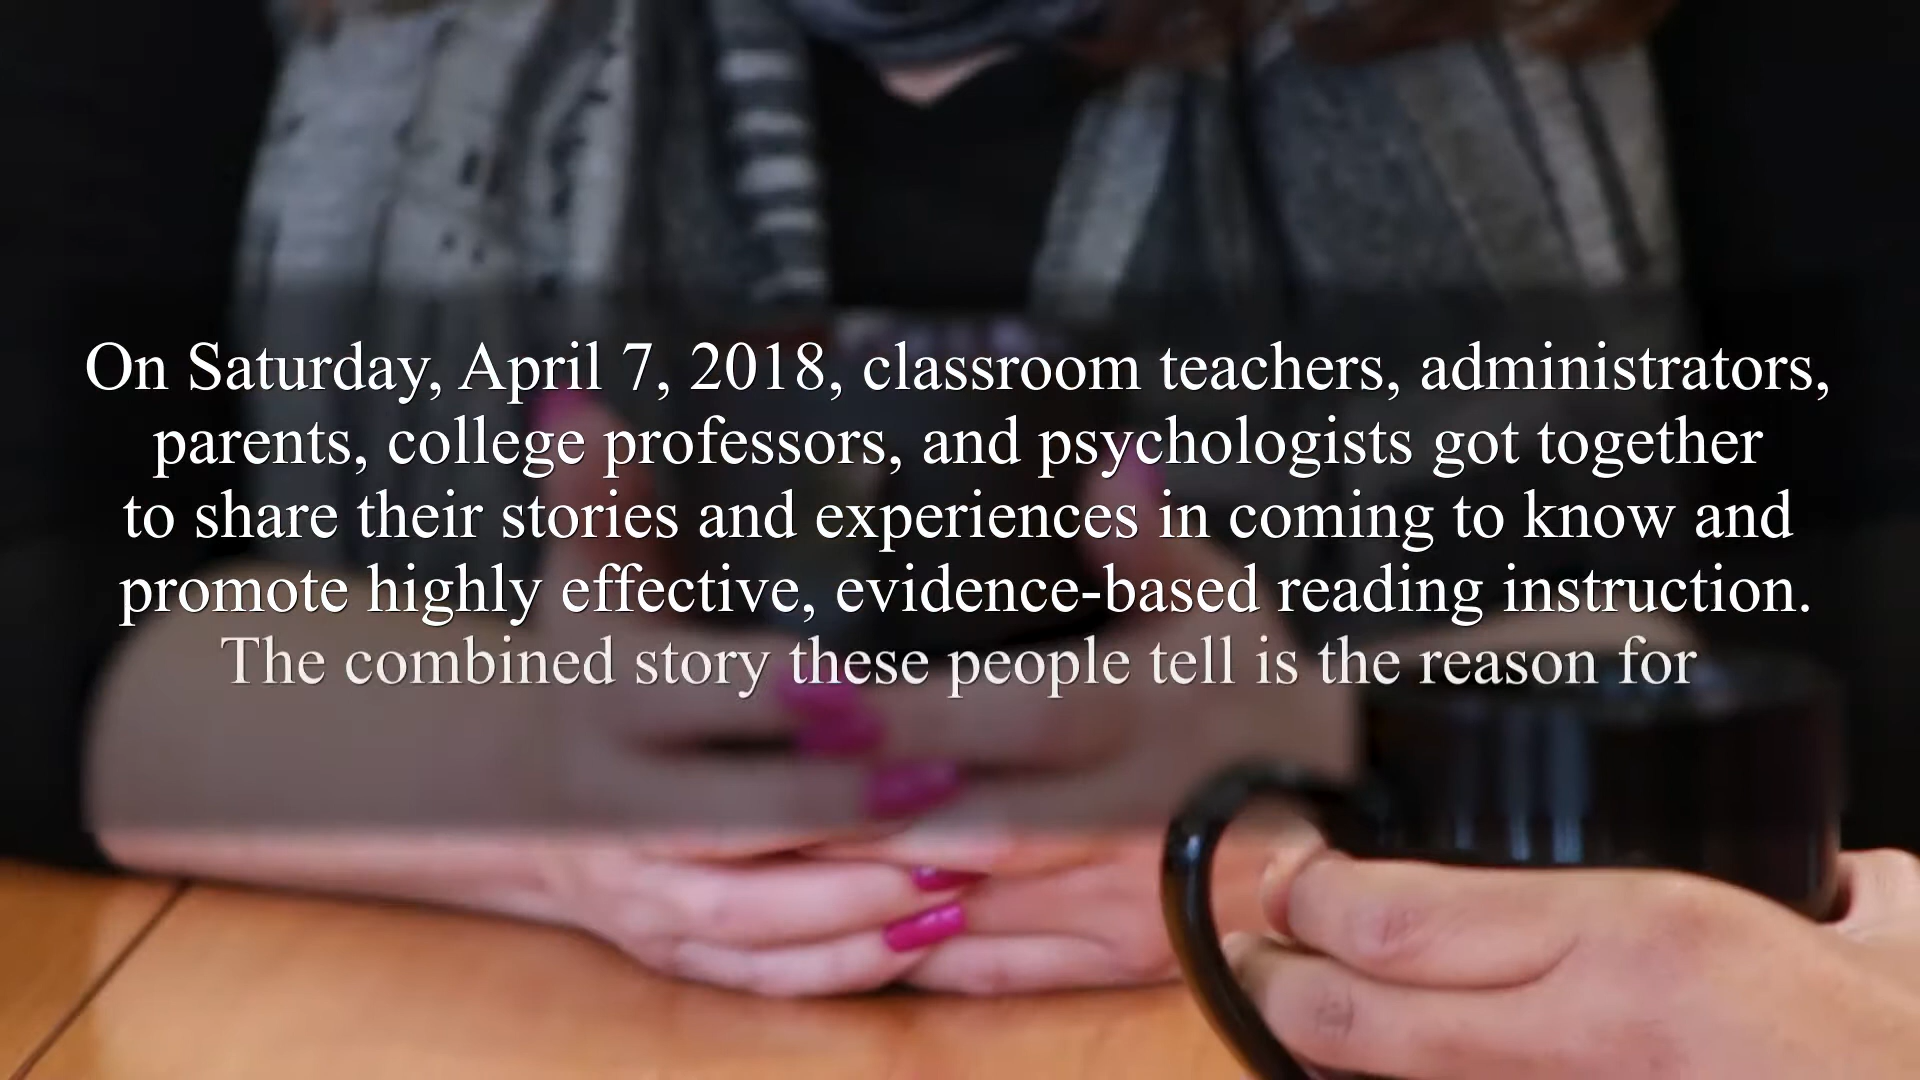 On Saturday, April 7, 2018, classroom teachers, administrators,
parents, college professors, and psychologists got together
to share their stories and experiences in coming to know and
promote highly effective, evidence-based reading instruction.
The combined story these people tell is the reason for